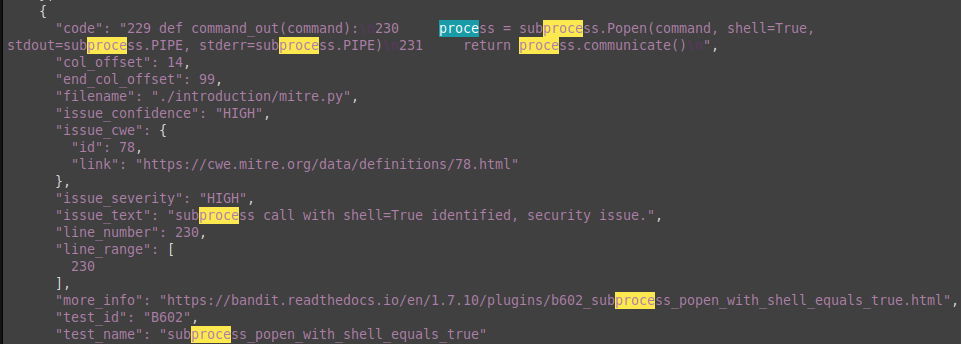 {
"code": "229 def command_out(command):\n230     process = subprocess.Popen(command, shell=True,
stdout=subprocess.PIPE, stderr=subprocess.PIPE)\n231     return process.communicate()\n",
"col_offset": 14,
"end_col_offset": 99,
"filename": "./introduction/mitre.py",
"issue_confidence": "HIGH",
"issue_cwe": {
"id": 78,
"link": "https://cwe.mitre.org/data/definitions/78.html"
},
"issue_severity": "HIGH",
"issue_text": "subprocess call with shell=True identified, security issue.",
"line_number": 230,
"line_range": [
230
],
"more_info": "https://bandit.readthedocs.io/en/1.7.10/plugins/b602_subprocess_popen_with_shell_equals_true.html",
"test_id": "B602",
"test_name": "subprocess_popen_with_shell_equals_true"